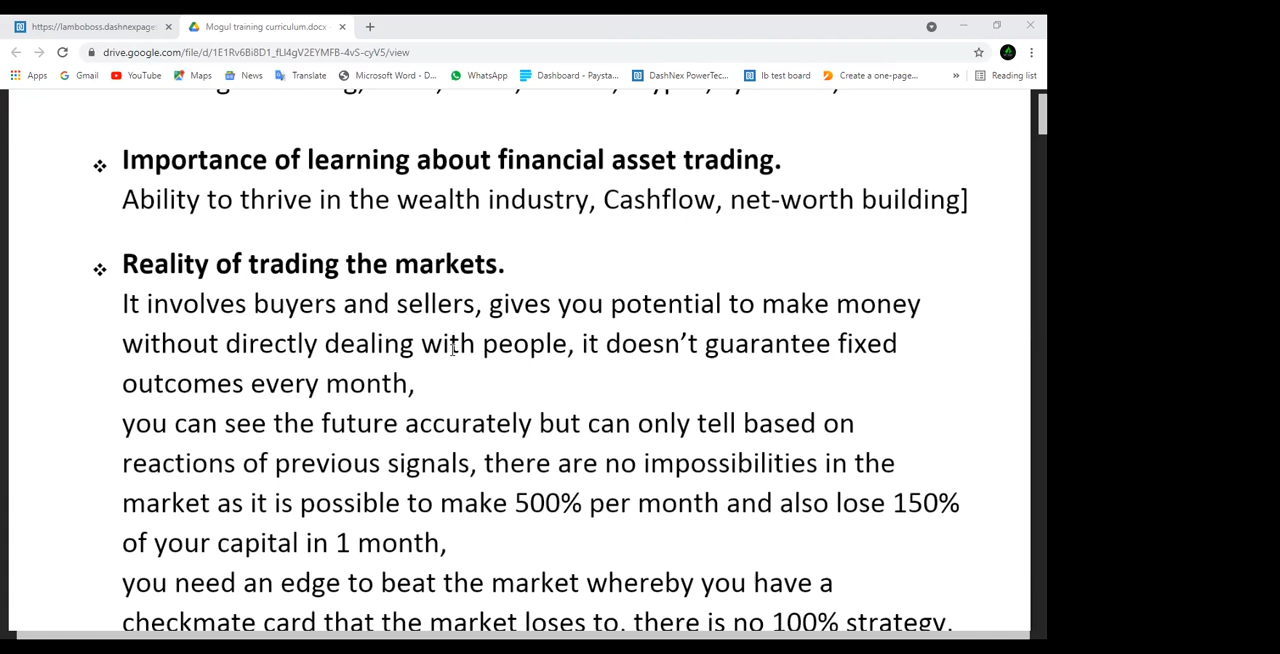 https://lamboboss.dashnexpage
Mogul training curriculum.docx
drive.google.com/file/d/1E1Rv6Bi8D1_fLI4gV2EYMFB-4vS-cyV5/view
Apps Gmail YouTube Maps News Translate Microsoft Word - D... WhatsApp Dashboard - Paysta... DashNex PowerTec... lb test board Create a one-page... » Reading list
Importance of learning about financial asset trading.
Ability to thrive in the wealth industry, Cashflow, net-worth building]
Reality of trading the markets.
It involves buyers and sellers, gives you potential to make money
without directly dealing with people, it doesn’t guarantee fixed
outcomes every month,
you can see the future accurately but can only tell based on
reactions of previous signals, there are no impossibilities in the
market as it is possible to make 500% per month and also lose 150%
of your capital in 1 month,
you need an edge to beat the market whereby you have a
checkmate card that the market loses to, there is no 100% strategy,